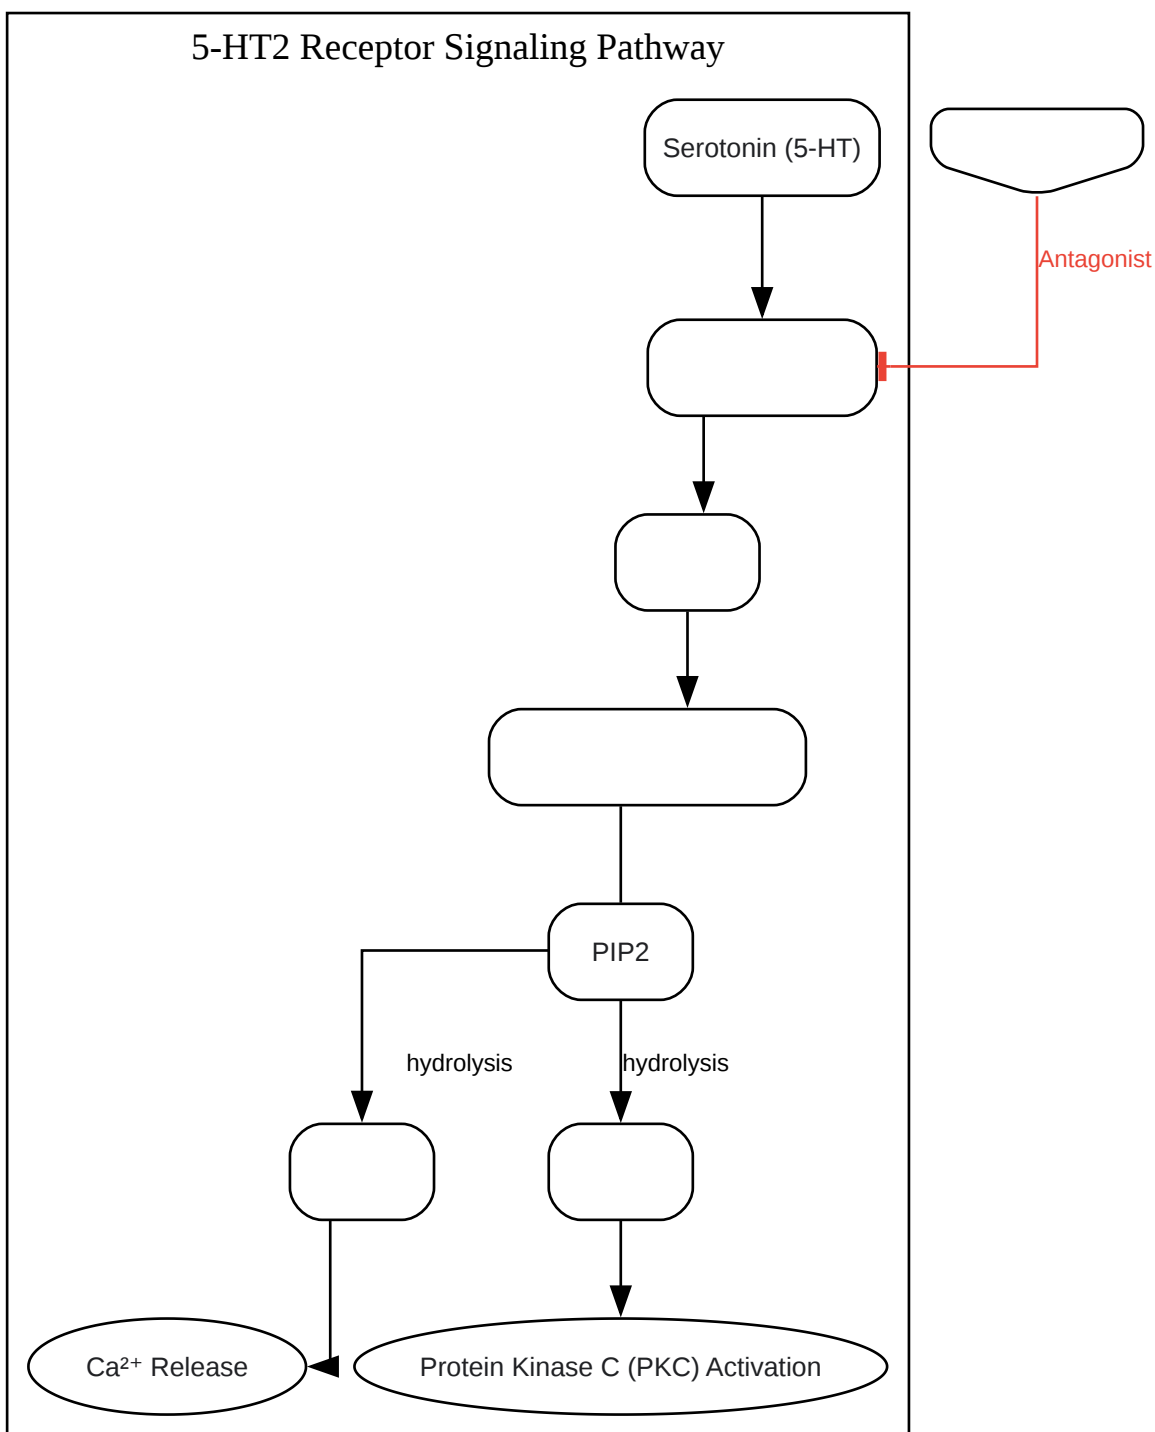 5-HT2 Receptor Signaling Pathway
Serotonin (5-HT)
Antagonist
PIP2
hydrolysis
hydrolysis
Ca²⁺ Release
Protein Kinase C (PKC) Activation